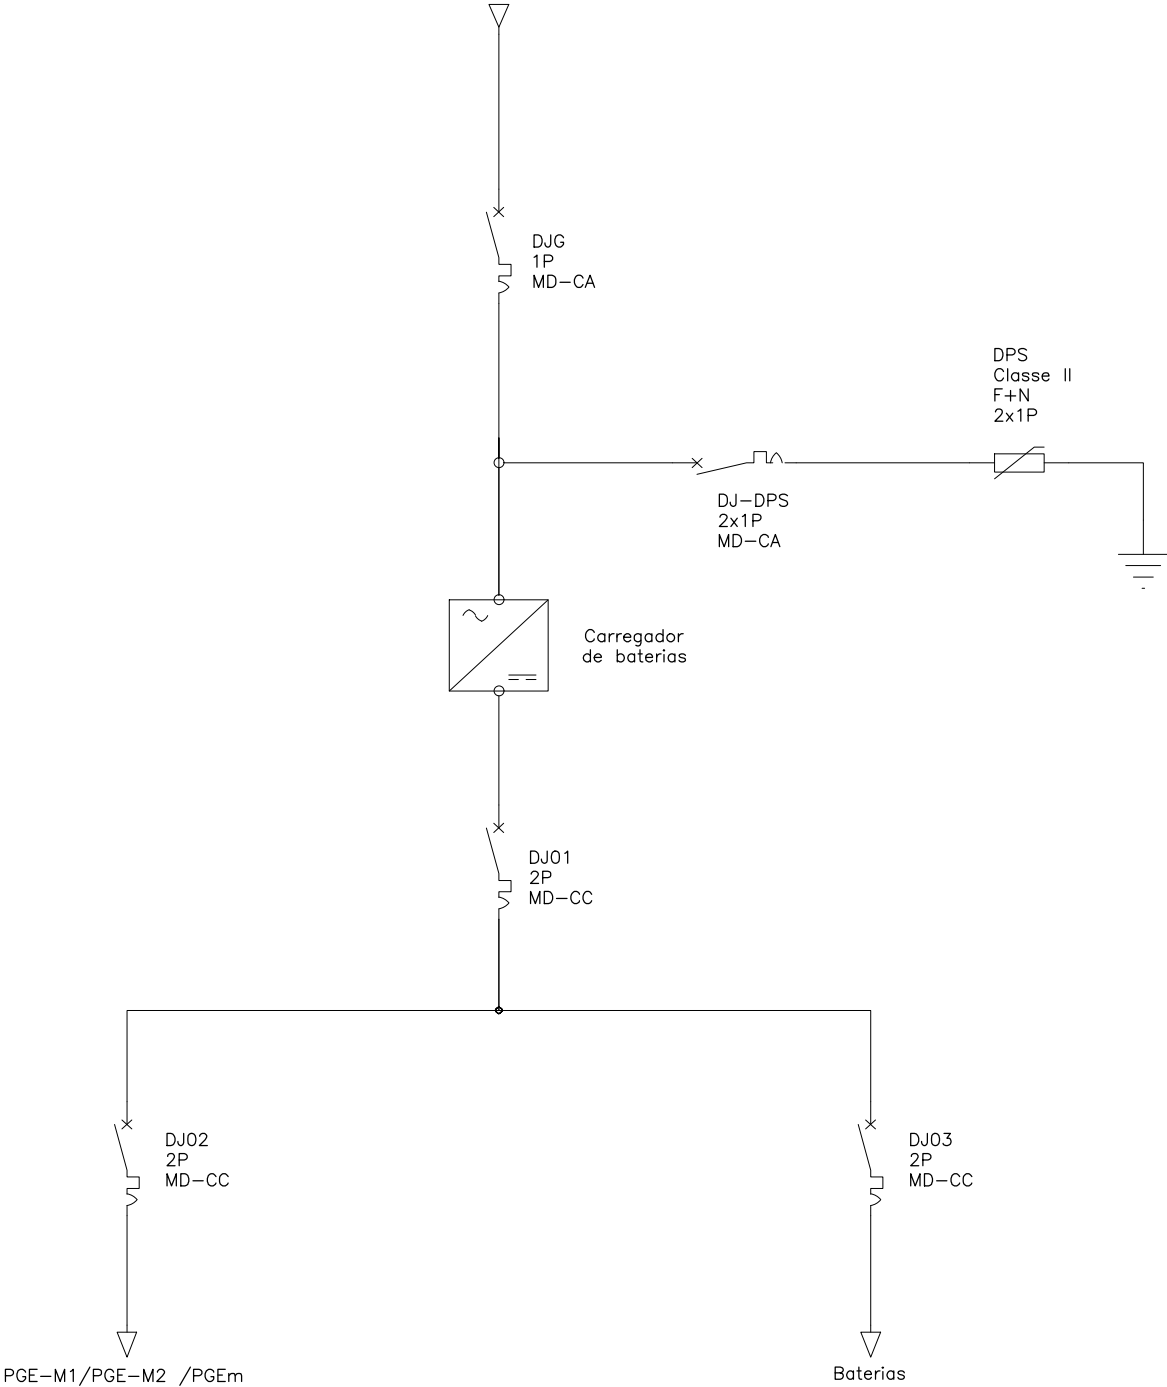 DJG
1P
MD-CA
DPS
Classe II
F+N
2x1P
DJ-DPS
2x1P
MD-CA
Carregador
de baterias
DJ01
2P
MD-CC
DJ02
2P
MD-CC
DJ03
2P
MD-CC
PGE-M1/PGE-M2 /PGEm
Baterias